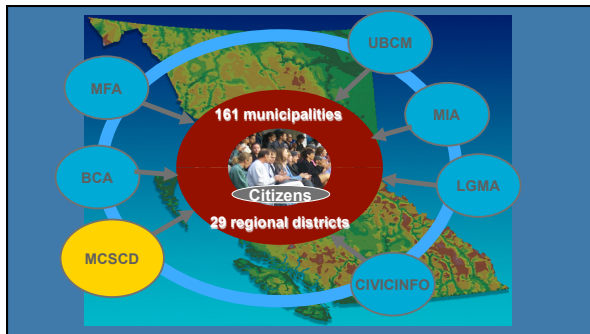 UBCM
MFA
161 municipalities
MIA
BCA
Citizens
LGMA
29 regional districts
MCSCD
CIVICINFO